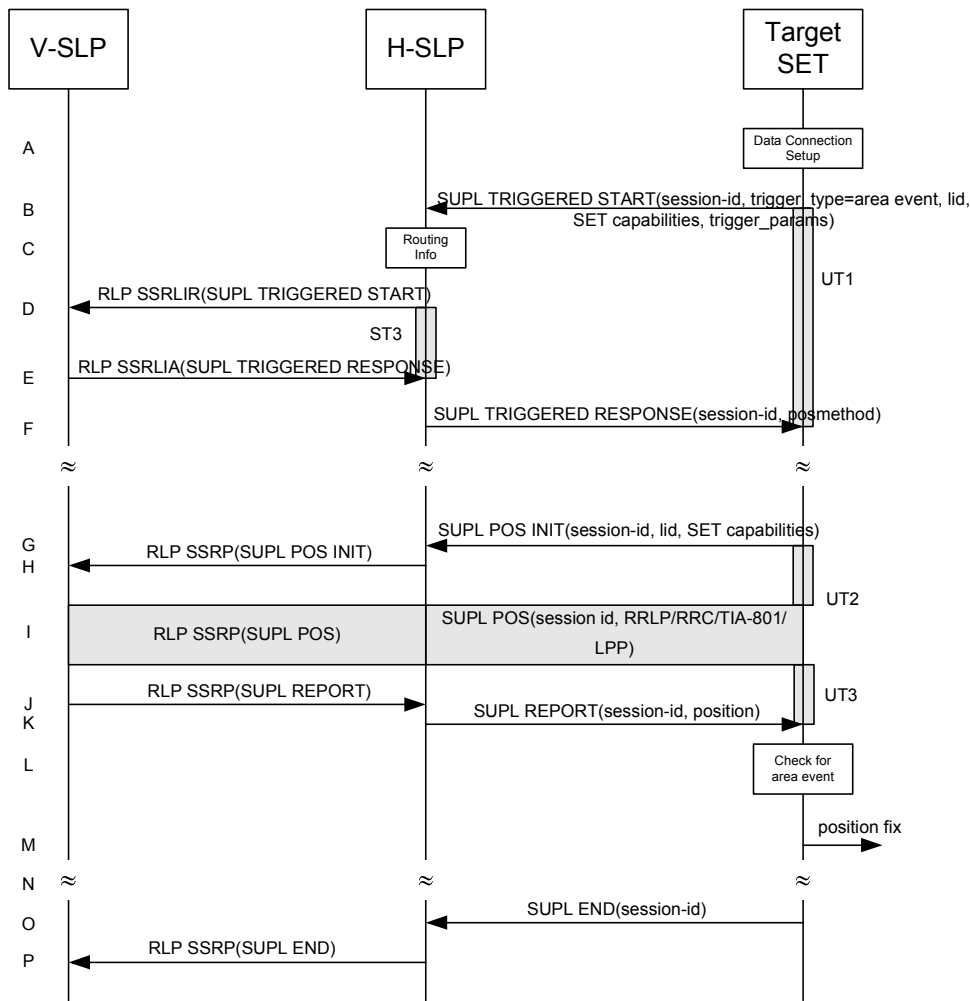 V-SLP
H-SLP
Target
SET
A
Data Connection
Setup
B
SUPL TRIGGERED START(session-id, trigger_type=area event, lid,
SET capabilities, trigger_params)
C
Routing
Info
UT1
D
RLP SSRLIR(SUPL TRIGGERED START)
ST3
E
RLP SSRLIA(SUPL TRIGGERED RESPONSE)
F
SUPL TRIGGERED RESPONSE(session-id, posmethod)
≈ ≈ ≈
G
SUPL POS INIT(session-id, lid, SET capabilities)
H
RLP SSRP(SUPL POS INIT)
UT2
I
RLP SSRP(SUPL POS)
SUPL POS(session id, RRLP/RRC/TIA-801/
LPP)
J
RLP SSRP(SUPL REPORT)
UT3
K
SUPL REPORT(session-id, position)
L
Check for
area event
M
position fix
N
≈ ≈ ≈
O
SUPL END(session-id)
P
RLP SSRP(SUPL END)